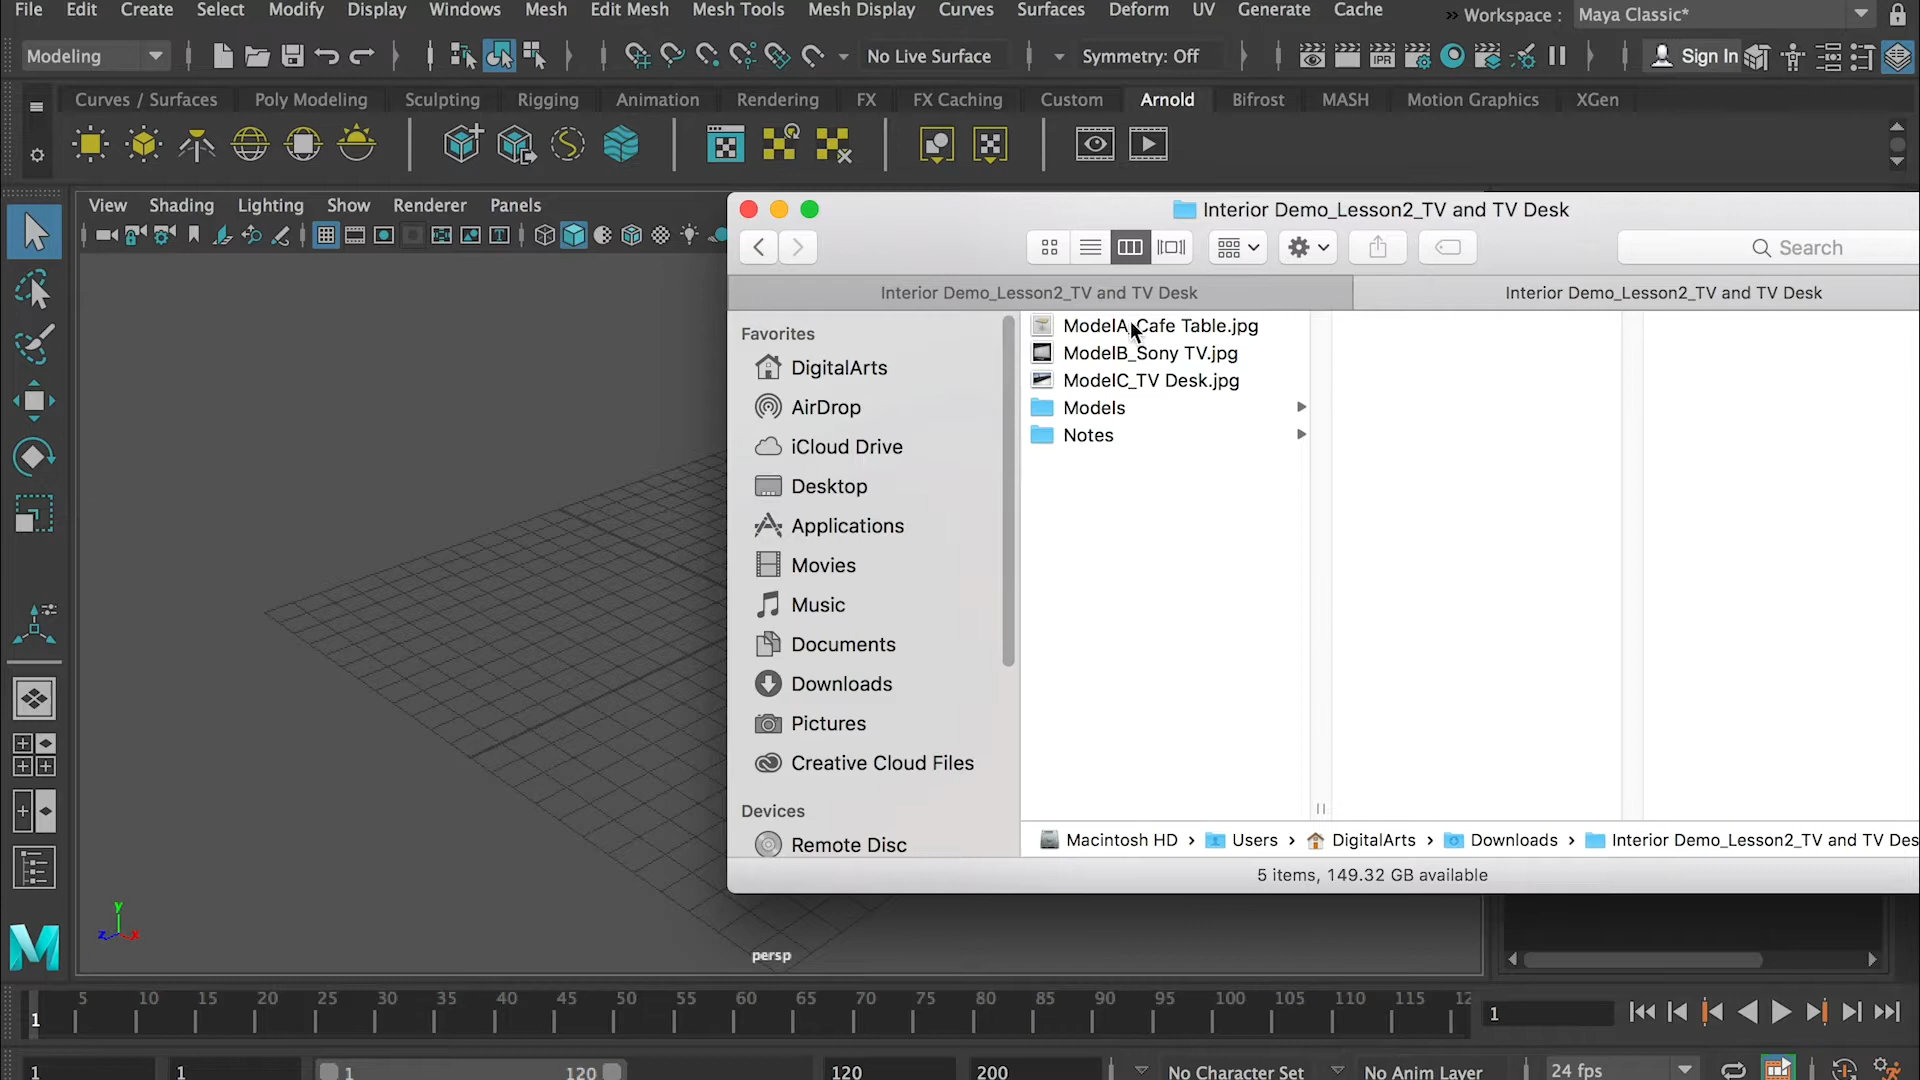 File Edit Create Select Modify Display Windows Mesh Edit Mesh Mesh Tools Mesh Display Curves Surfaces Deform UV Generate Cache » Workspace : Maya Classic*
Modeling No Live Surface Symmetry: Off IPR Sign In
Curves / Surfaces Poly Modeling Sculpting Rigging Animation Rendering FX FX Caching Custom Arnold Bifrost MASH Motion Graphics XGen
View Shading Lighting Show Renderer Panels
Interior Demo_Lesson2_TV and TV Desk
Search
Interior Demo_Lesson2_TV and TV Desk
Interior Demo_Lesson2_TV and TV Desk
Favorites
DigitalArts
AirDrop
iCloud Drive
Desktop
Applications
Movies
Music
Documents
Downloads
Pictures
Creative Cloud Files
Devices
Remote Disc
ModelA_Cafe Table.jpg
ModelB_Sony TV.jpg
ModelC_TV Desk.jpg
Models
Notes
Macintosh HD › Users › DigitalArts › Downloads › Interior Demo_Lesson2_TV and TV Des
5 items, 149.32 GB available
y
z x
persp
M
5 10 15 20 25 30 35 40 45 50 55 60 65 70 75 80 85 90 95 100 105 110 115 12
1
1
1 1 1 120 120 200 No Character Set No Anim Layer 24 fps